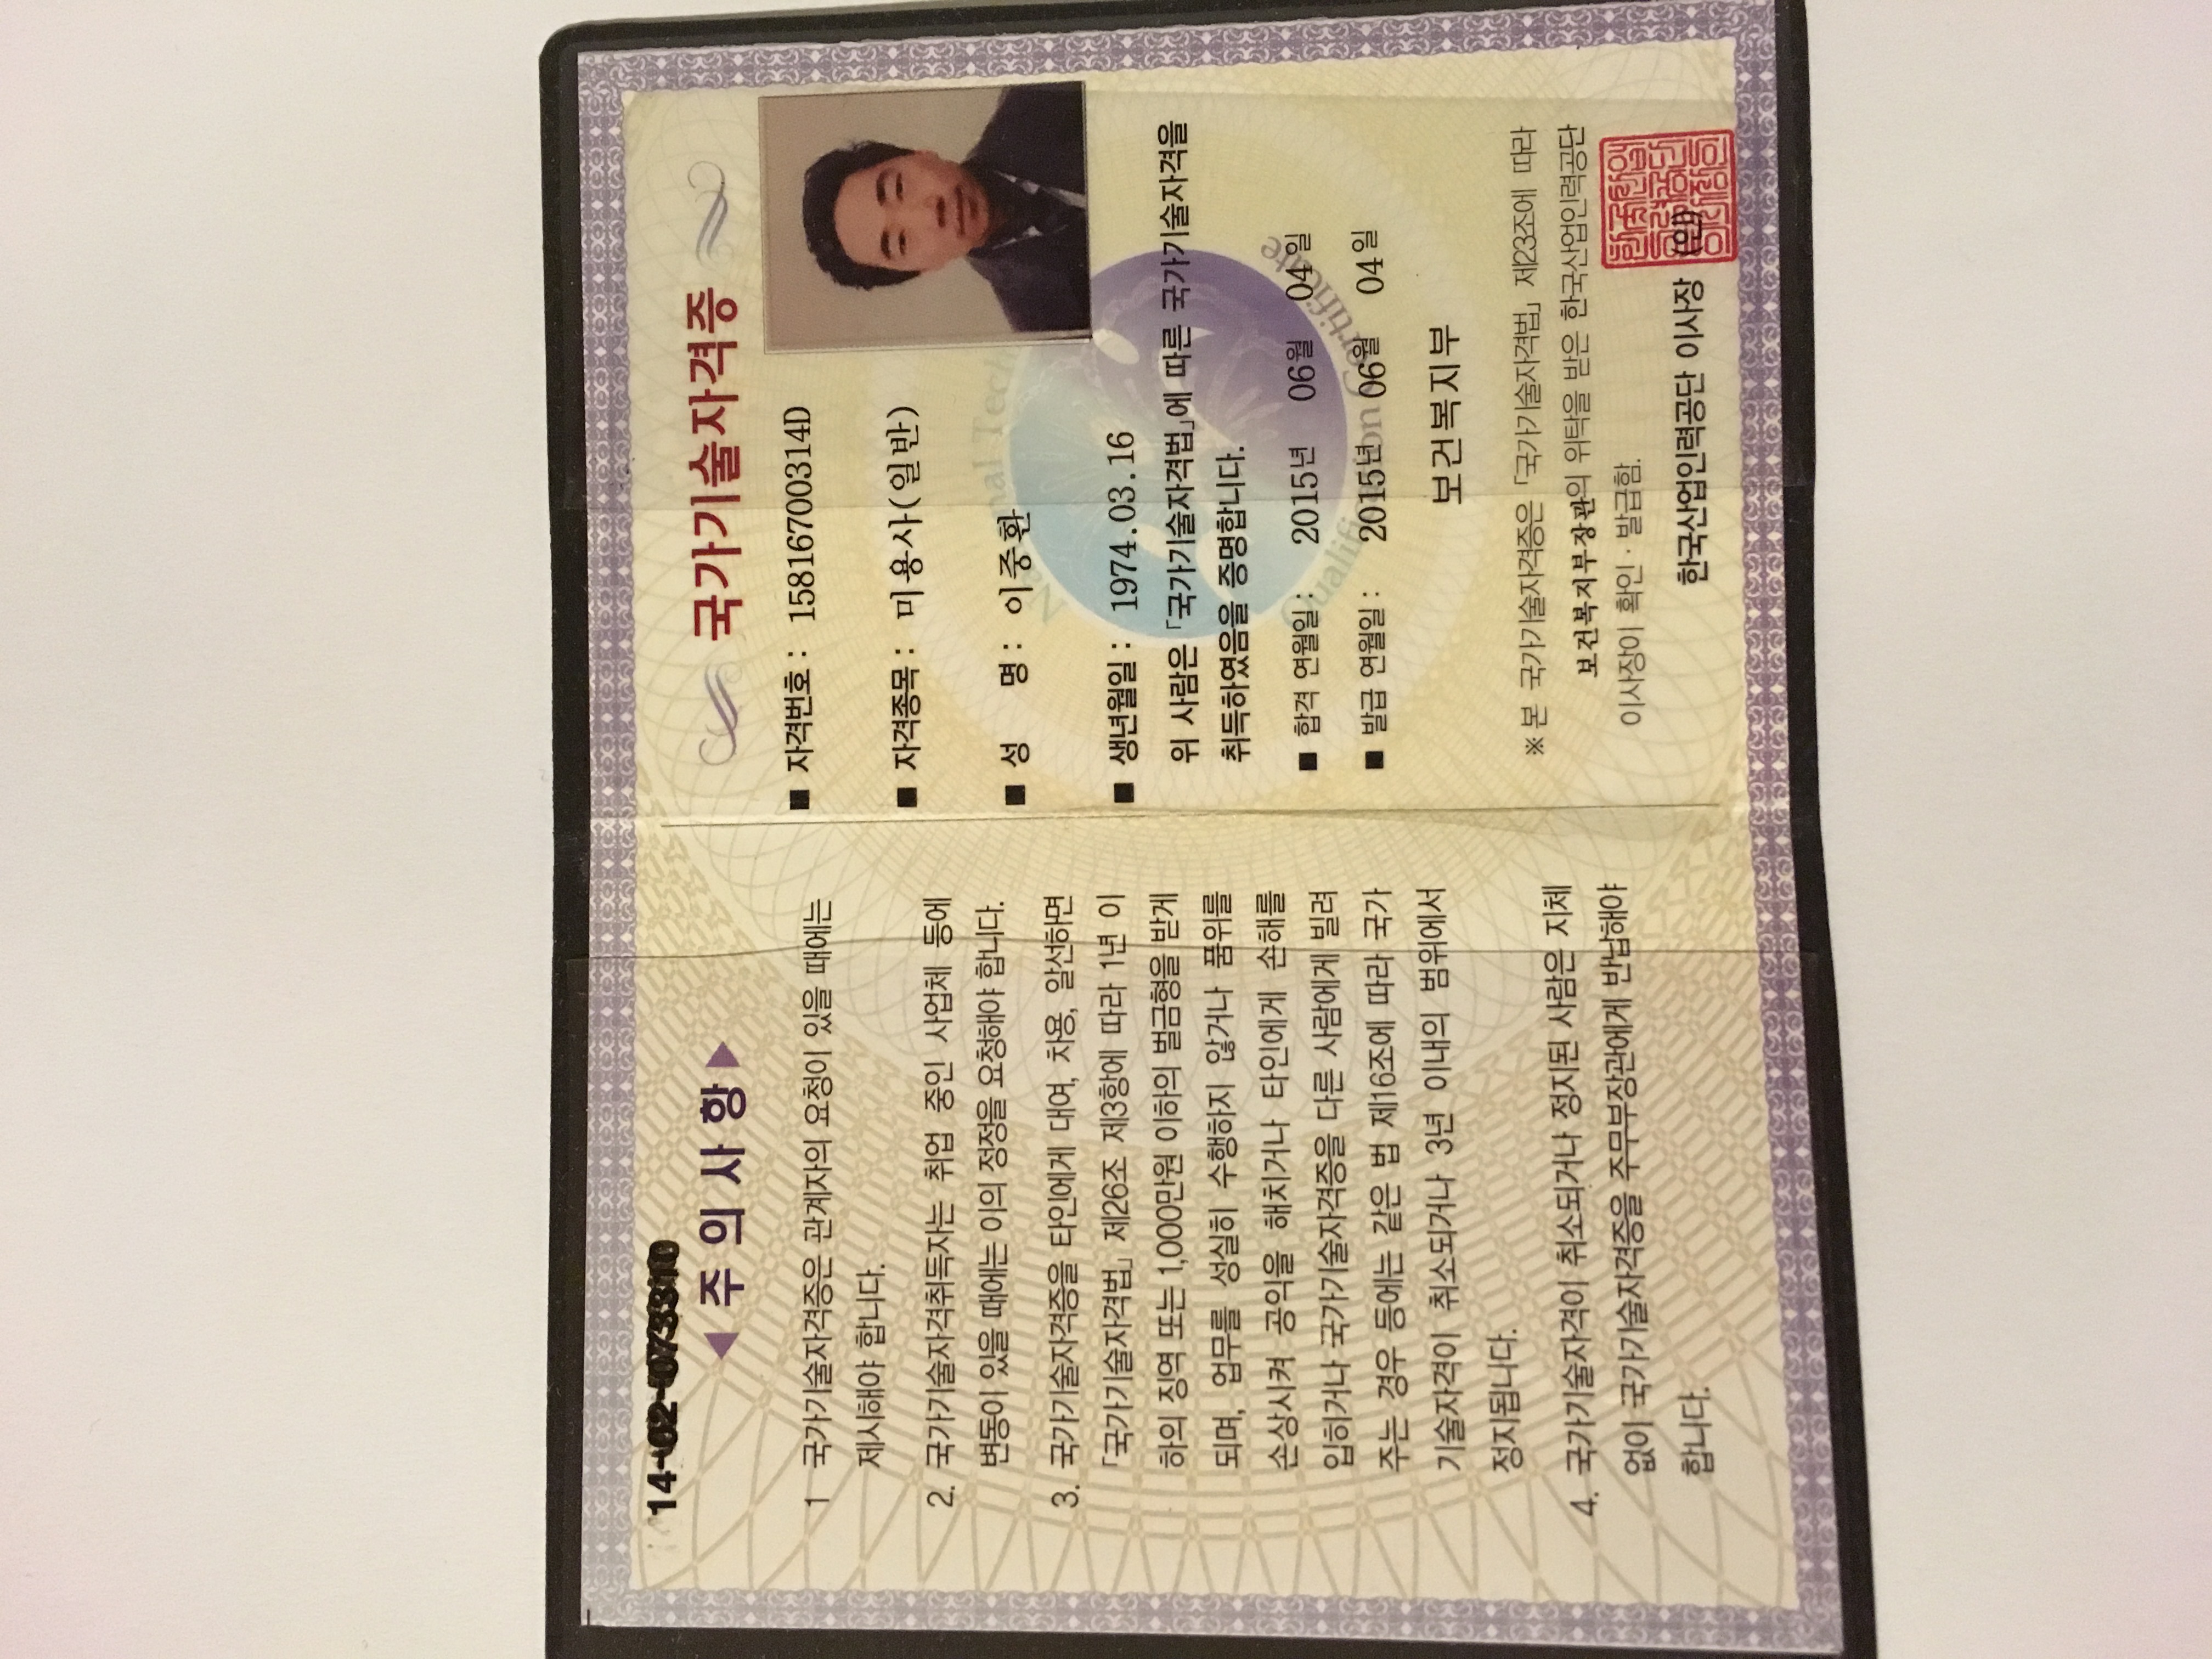 14-02-073310
◀ 주 의 사 항 ▶
1 국가기술자격증은 관계자의 요청이 있을 때에는
제시해야 합니다.
2. 국가기술자격취득자는 취업 중인 사업체 등에
변동이 있을 때에는 이의 정정을 요청해야 합니다.
3. 국가기술자격증을 타인에게 대여, 차용, 알선하면
「국가기술자격법」 제26조 제3항에 따라 1년 이
하의 징역 또는 1,000만원 이하의 벌금형을 받게
되며, 업무를 성실히 수행하지 않거나 품위를
손상시켜 공익을 해치거나 타인에게 손해를
입히거나 국가기술자격증을 다른 사람에게 빌려
주는 경우 등에는 같은 법 제16조에 따라 국가
기술자격이 취소되거나 3년 이내의 범위에서
정지됩니다.
4. 국가기술자격이 취소되거나 정지된 사람은 지체
없이 국가기술자격증을 주무부장관에게 반납해야
합니다.
국가기술자격증
■ 자격번호 : 15816700314D
■ 자격종목 : 미용사(일반)
■ 성 명 : 이중환
■ 생년월일 : 1974.03.16
위 사람은 「국가기술자격법」에 따른 국가기술자격을
취득하였음을 증명합니다.
■ 합격 연월일 : 2015년 06월 04일
■ 발급 연월일 : 2015년 06월 04일
보건복지부
※ 본 국가기술자격증은 「국가기술자격법」 제23조에 따라
보건복지부장관의 위탁을 받은 한국산업인력공단
이사장이 확인 · 발급함.
한국산업인력공단 이사장 (인)
Qualification Certificate